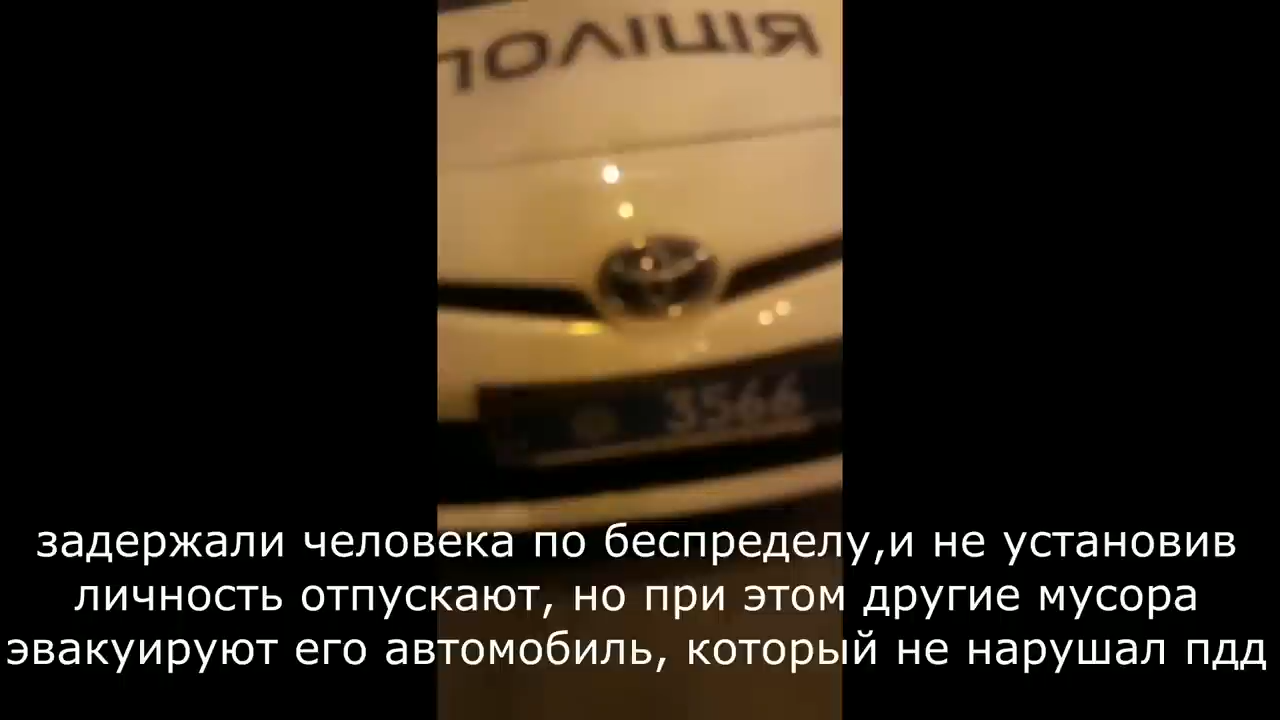 ПОЛІЦІЯ
3566
задержали человека по беспределу,и не установив
личность отпускают, но при этом другие мусора
эвакуируют его автомобиль, который не нарушал пдд